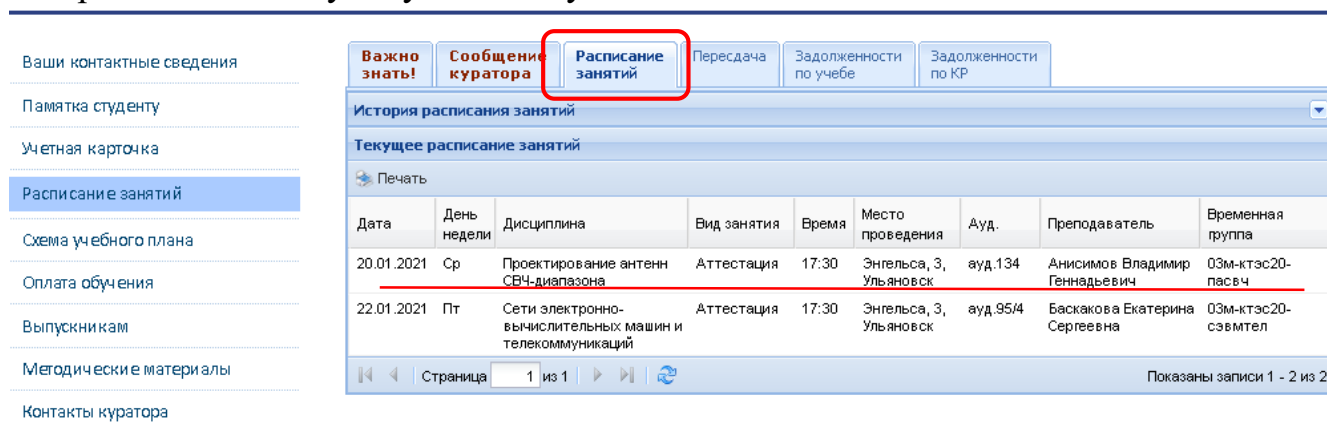 Ваши контактные сведения
Памятка студенту
Учетная карточка
Расписание занятий
Схема учебного плана
Оплата обучения
Выпускникам
Методические материалы
Контакты куратора
Важно знать!
Сообщение куратора
Расписание занятий
Пересдача
Задолженности по учебе
Задолженности по КР
История расписания занятий
Текущее расписание занятий
Печать
Дата День недели Дисциплина Вид занятия Время Место проведения Ауд. Преподаватель Временная группа
20.01.2021 Ср Проектирование антенн СВЧ-диапазона Аттестация 17:30 Энгельса, 3, Ульяновск ауд.134 Анисимов Владимир Геннадьевич 03м-ктэс20-пасвч
22.01.2021 Пт Сети электронно-вычислительных машин и телекоммуникаций Аттестация 17:30 Энгельса, 3, Ульяновск ауд.95/4 Баскакова Екатерина Сергеевна 03м-ктэс20-сэвмтел
Страница 1 из 1
Показаны записи 1 - 2 из 2